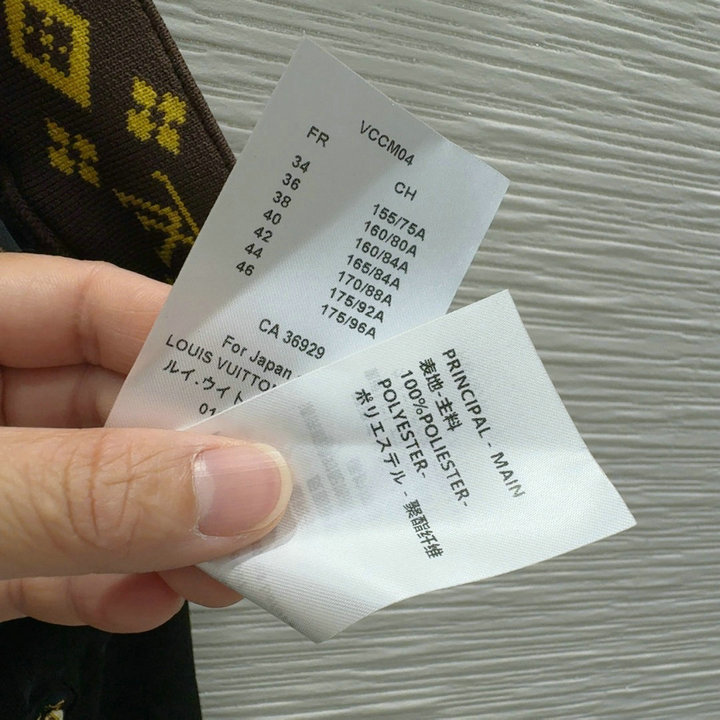 VCCM04
FR CH
34 155/75A
36 160/80A
38 160/84A
40 165/84A
42 170/88A
44 175/92A
46 175/96A
CA 36929
For Japan
LOUIS VUITTON
ルイ・ヴィト
01
PRINCIPAL - MAIN
表地-主料
100%POLIESTER-
POLYESTER-
ポリエステル - 聚酯纤维